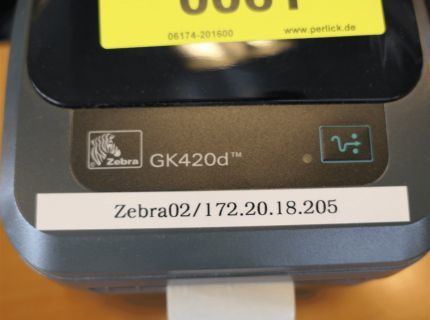 06174-201600 www.perlick.de
Zebra GK420d™
Zebra02/172.20.18.205